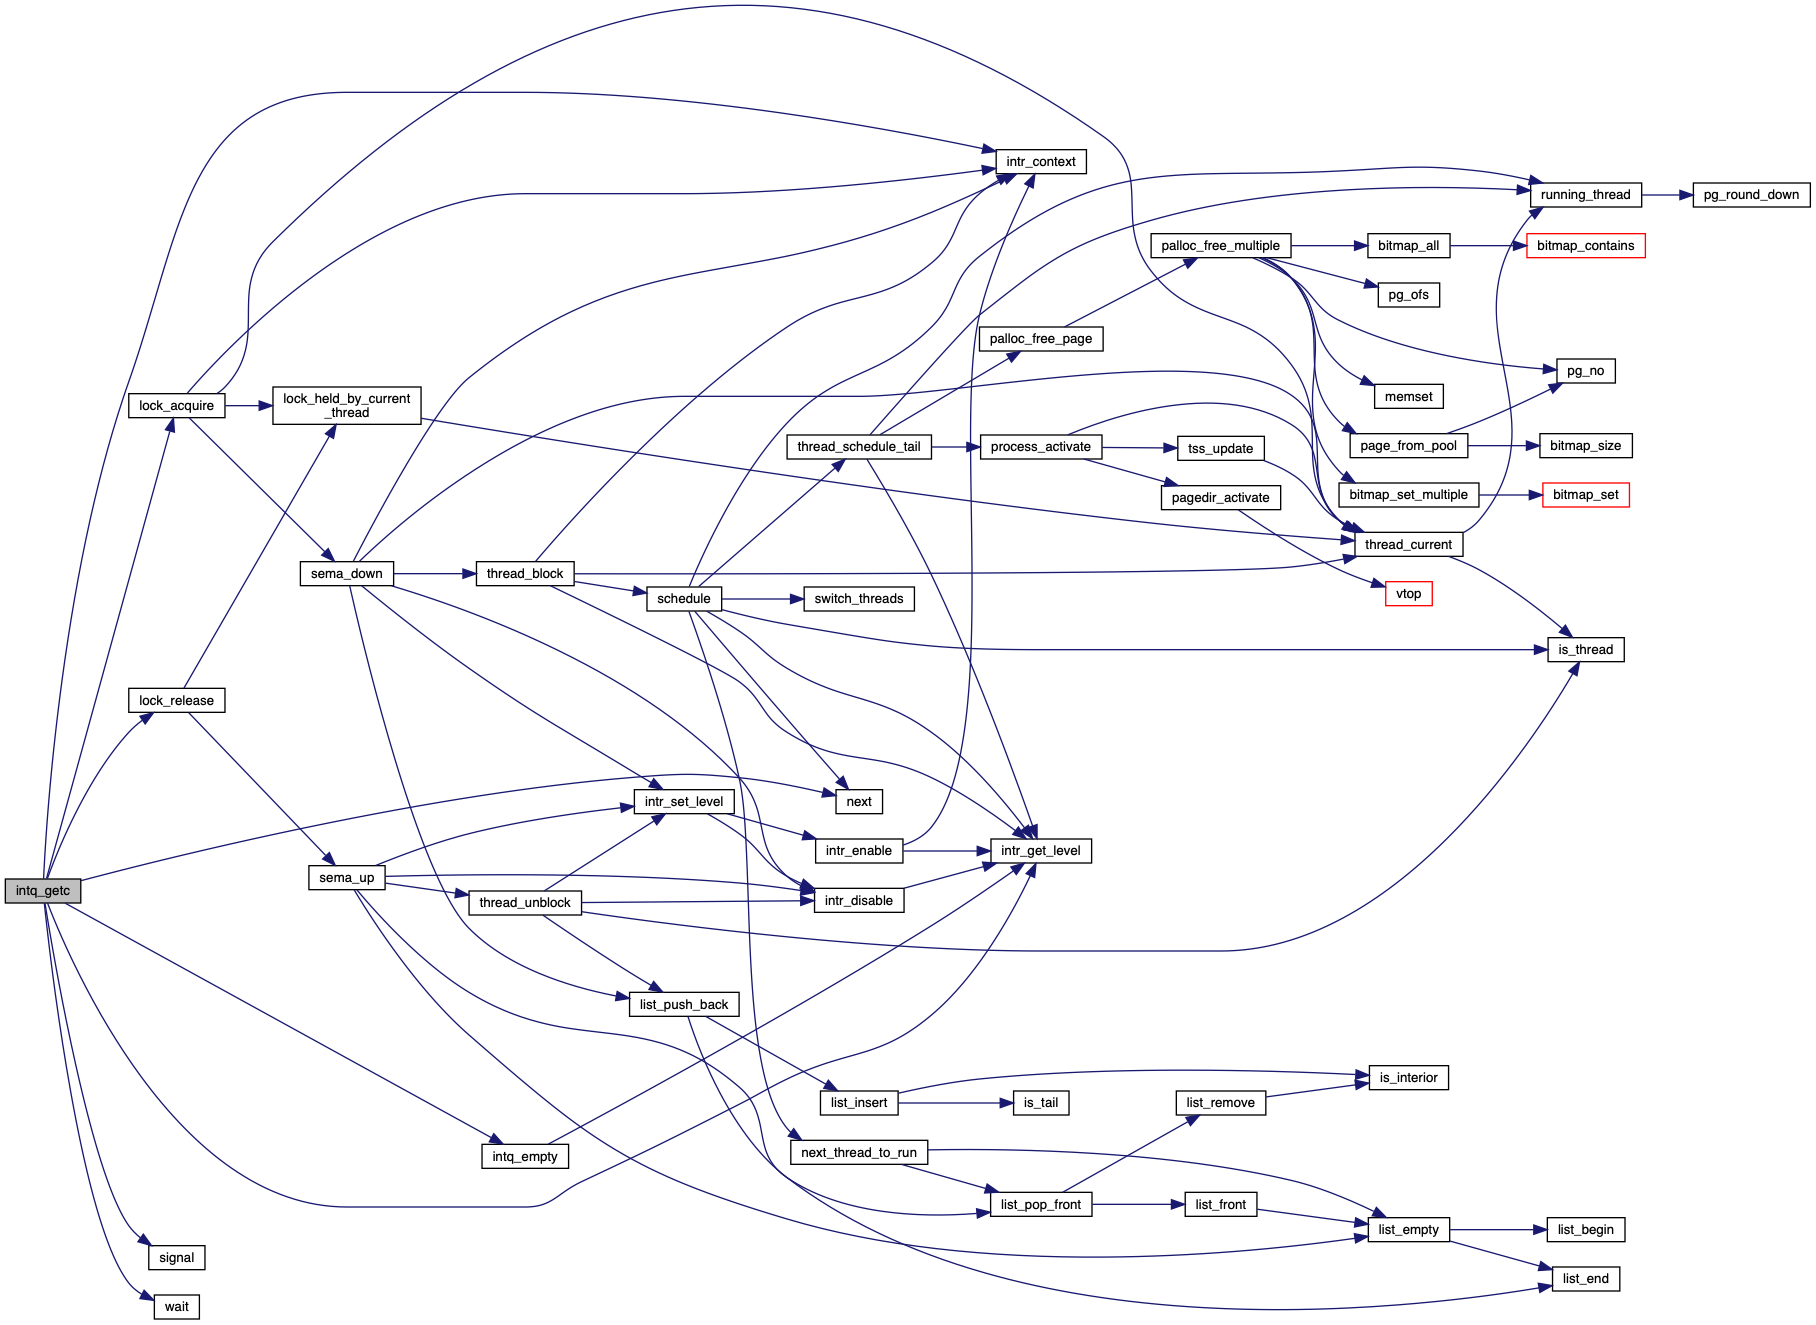 intr_context
running_thread
pg_round_down
palloc_free_multiple
bitmap_all
bitmap_contains
pg_ofs
palloc_free_page
pg_no
memset
lock_acquire
lock_held_by_current
_thread
thread_schedule_tail
process_activate
tss_update
page_from_pool
bitmap_size
pagedir_activate
bitmap_set_multiple
bitmap_set
thread_current
sema_down
thread_block
schedule
switch_threads
vtop
is_thread
lock_release
intr_set_level
next
intr_enable
intr_get_level
intq_getc
sema_up
thread_unblock
intr_disable
list_push_back
is_interior
list_insert
is_tail
list_remove
intq_empty
next_thread_to_run
list_pop_front
list_front
list_empty
list_begin
signal
list_end
wait